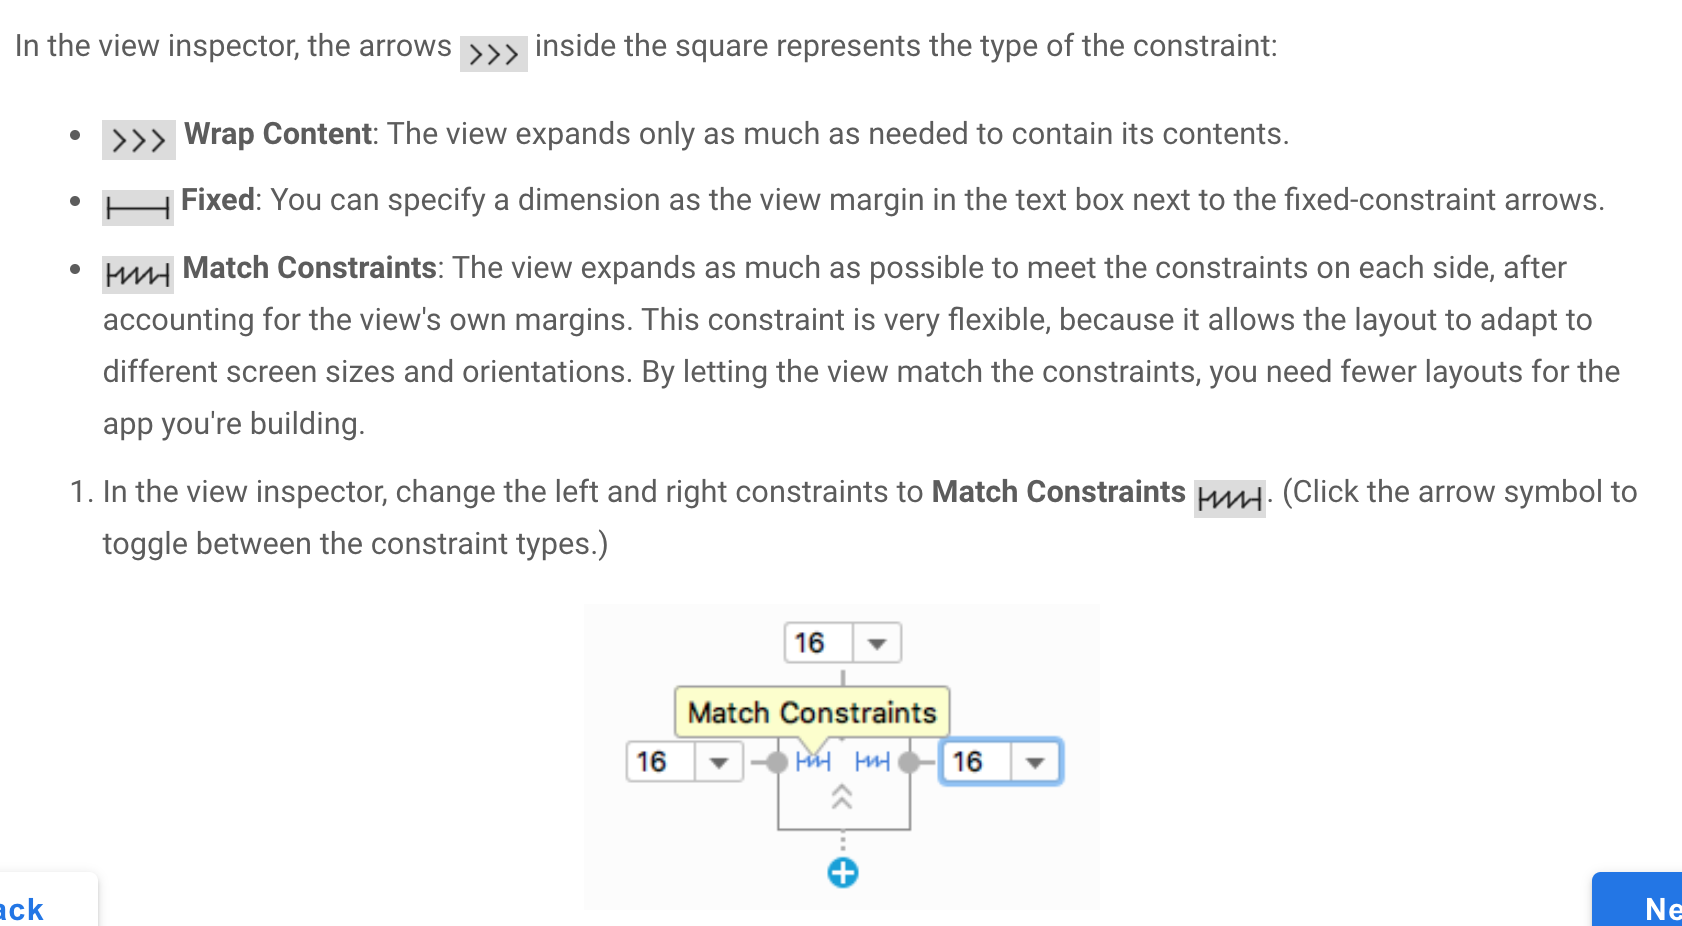 In the view inspector, the arrows >>> inside the square represents the type of the constraint:
• >>> Wrap Content: The view expands only as much as needed to contain its contents.
• Fixed: You can specify a dimension as the view margin in the text box next to the fixed-constraint arrows.
• Match Constraints: The view expands as much as possible to meet the constraints on each side, after
accounting for the view's own margins. This constraint is very flexible, because it allows the layout to adapt to
different screen sizes and orientations. By letting the view match the constraints, you need fewer layouts for the
app you're building.
1. In the view inspector, change the left and right constraints to Match Constraints . (Click the arrow symbol to
toggle between the constraint types.)
16
Match Constraints
16 16
ack Ne